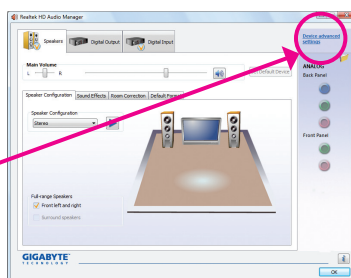 Realtek HD Audio Manager
Device advanced
settings
Speakers
Digital Output
Digital Input
Main Volume
L
R
Set Default Device
ANALOG
Back Panel
Speaker Configuration
Sound Effects
Room Correction
Default Format
Speaker Configuration
Stereo
Front Panel
Full-range Speakers
Front left and right
Surround speakers
GIGABYTE
TECHNOLOGY
OK